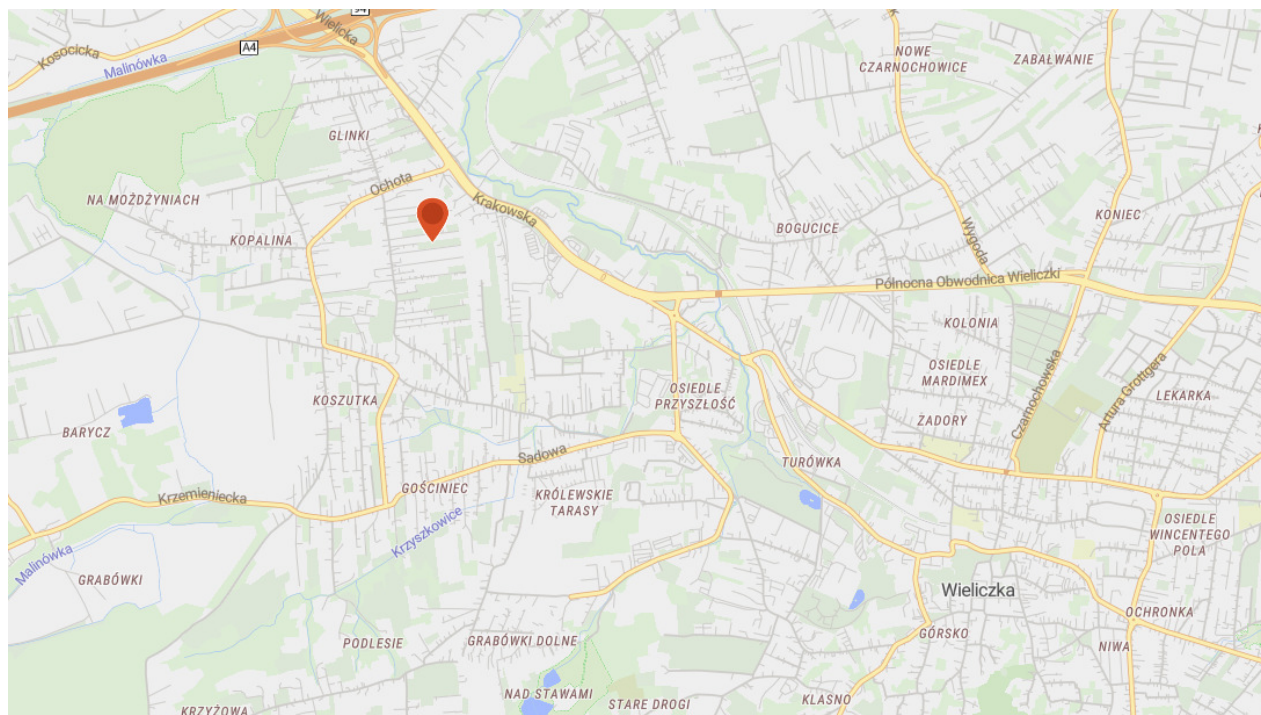 94
Wielicka
A4
Kosocicka
Malinówka
NOWE
CZARNOCHOWICE
ZABAŁWANIE
GLINKI
Ochota
NA MOŻDŻYNIACH
KOPALINA
Krakowska
BOGUCICE
Wygoda
KONIEC
Północna Obwodnica Wieliczki
KOLONIA
OSIEDLE
MARDIMEX
Czarnochowska
Artura Grottgera
LEKARKA
OSIEDLE
PRZYSZŁOŚĆ
KOSZUTKA
BARYCZ
ZADORY
Sadowa
TURÓWKA
GOŚCINIEC
Krzemieniecka
KRÓLEWSKIE
TARASY
Krzyszkowice
OSIEDLE
WINCENTEGO
POLA
Malinówka
GRABÓWKI
Wieliczka
OCHRONKA
GÓRSKO
NIWA
PODLESIE
GRABÓWKI DOLNE
NAD STAWAMI
STARE DROGI
KLASNO
KRZYŻOWA